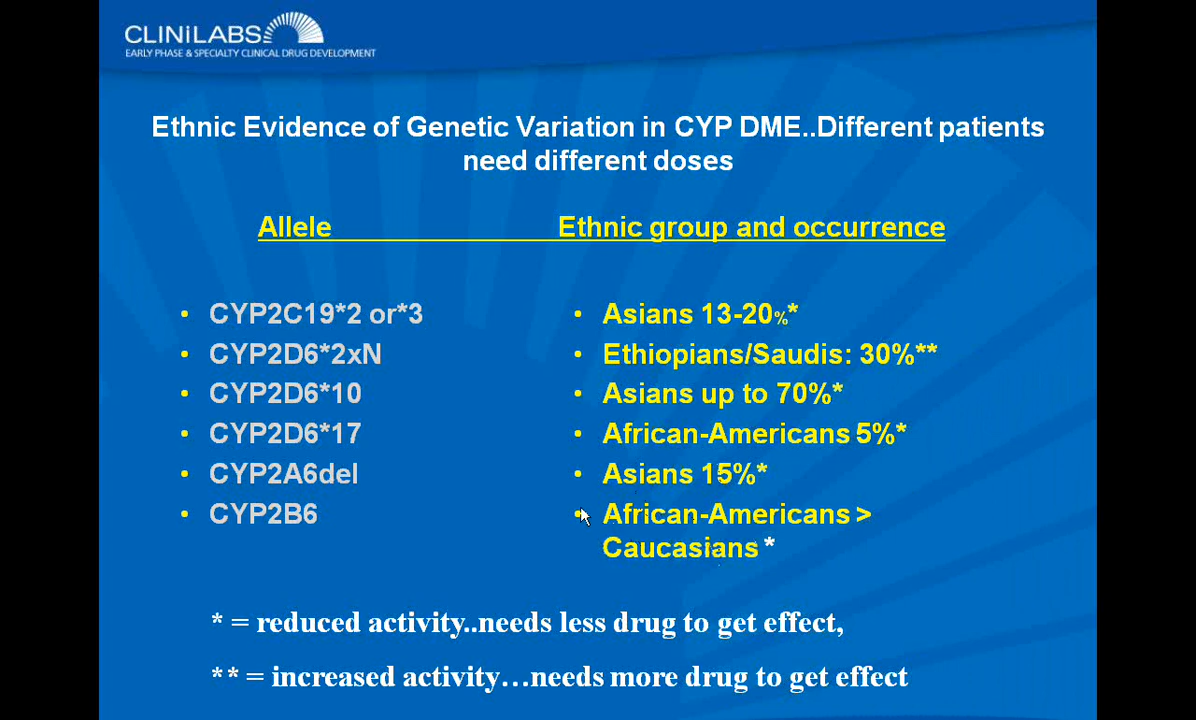 CLINILABS
EARLY PHASE & SPECIALTY CLINICAL DRUG DEVELOPMENT
Ethnic Evidence of Genetic Variation in CYP DME..Different patients
need different doses
Allele Ethnic group and occurrence
• CYP2C19*2 or*3 • Asians 13-20%*
• CYP2D6*2xN • Ethiopians/Saudis: 30%**
• CYP2D6*10 • Asians up to 70%*
• CYP2D6*17 • African-Americans 5%*
• CYP2A6del • Asians 15%*
• CYP2B6 • African-Americans >
Caucasians *
* = reduced activity..needs less drug to get effect,
** = increased activity…needs more drug to get effect